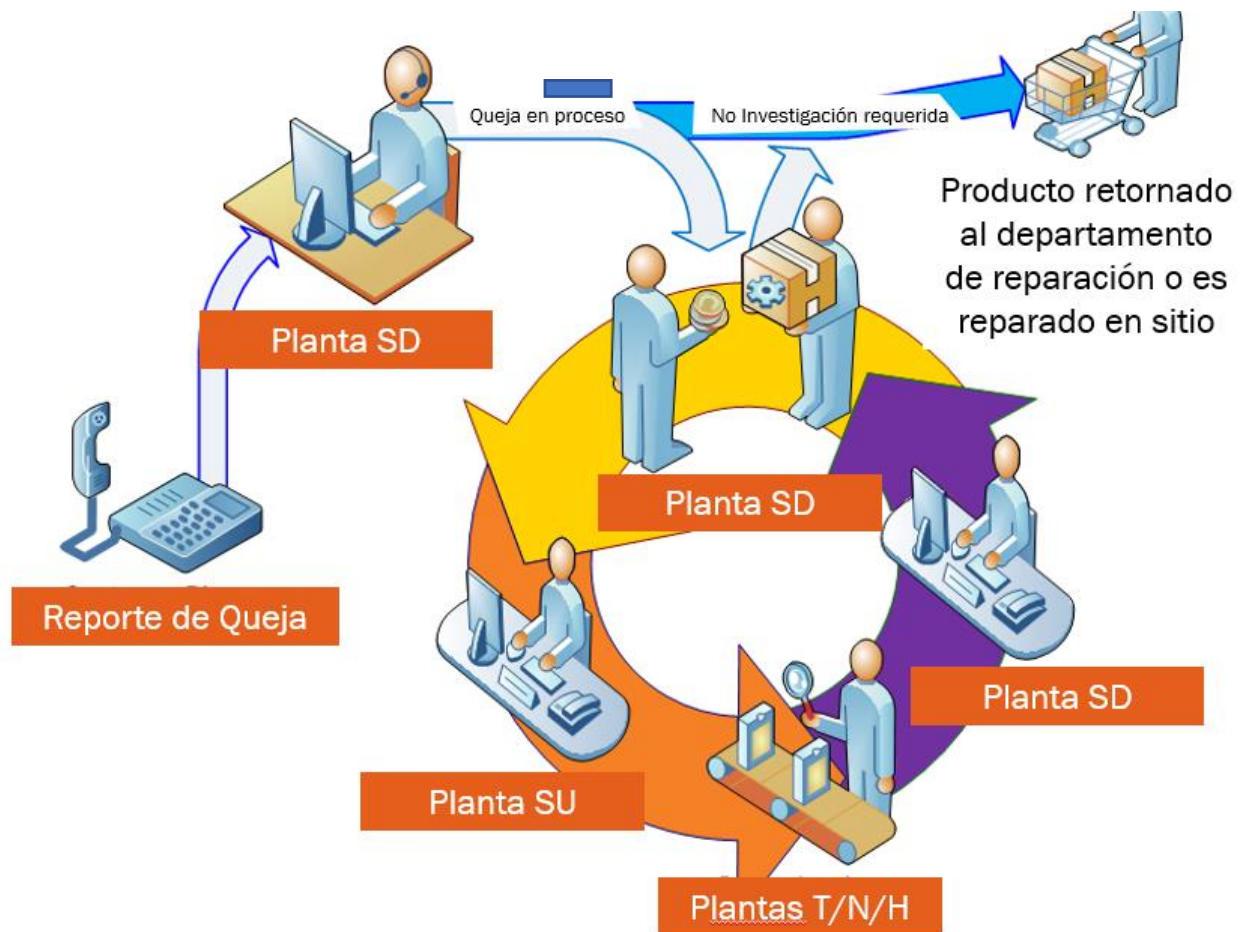 Queja en proceso
No Investigación requerida
Producto retornado
al departamento
de reparación o es
reparado en sitio
Planta SD
Planta SD
Reporte de Queja
Planta SD
Planta SU
Plantas T/N/H